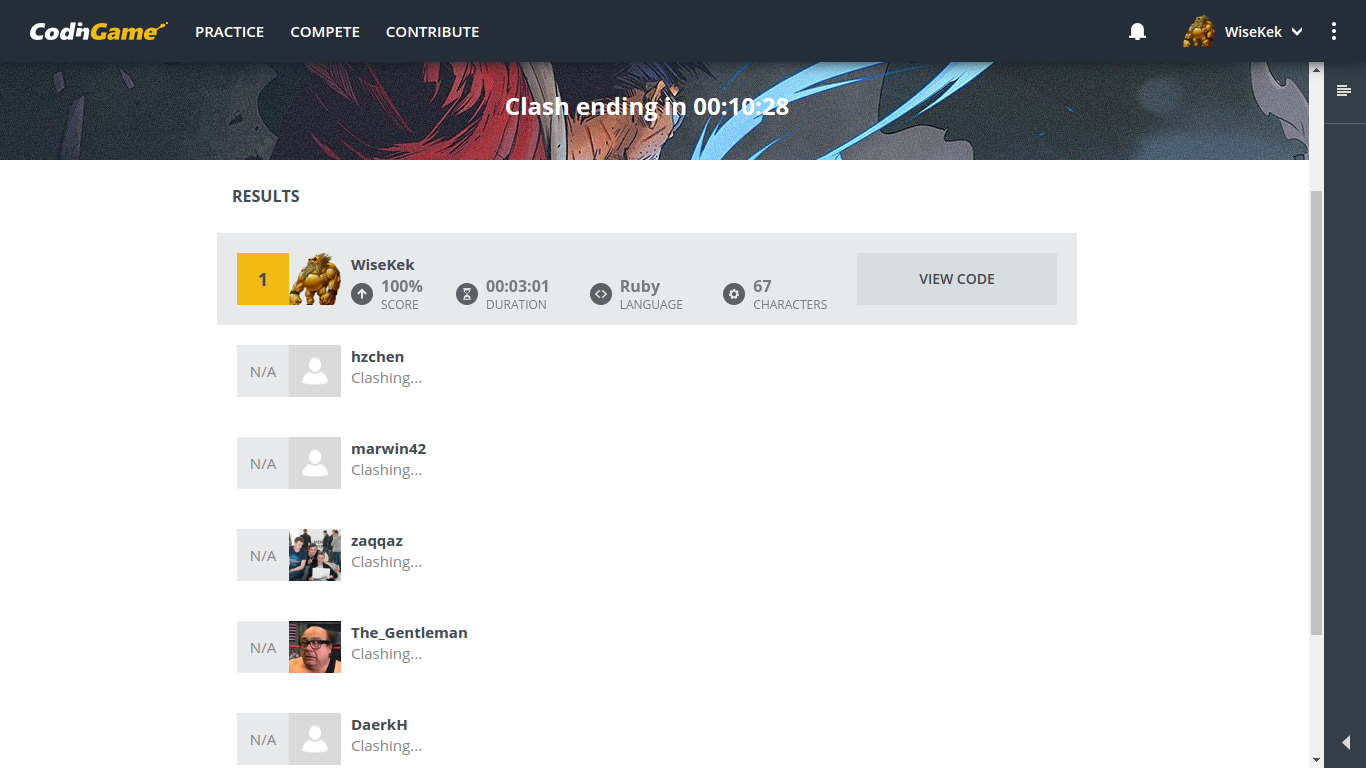 CodinGame PRACTICE COMPETE CONTRIBUTE WiseKek
Clash ending in 00:10:28
RESULTS
1 WiseKek
100% 00:03:01 Ruby 67
SCORE DURATION LANGUAGE CHARACTERS
VIEW CODE
N/A hzchen
Clashing...
N/A marwin42
Clashing...
N/A zaqqaz
Clashing...
N/A The_Gentleman
Clashing...
N/A DaerkH
Clashing...